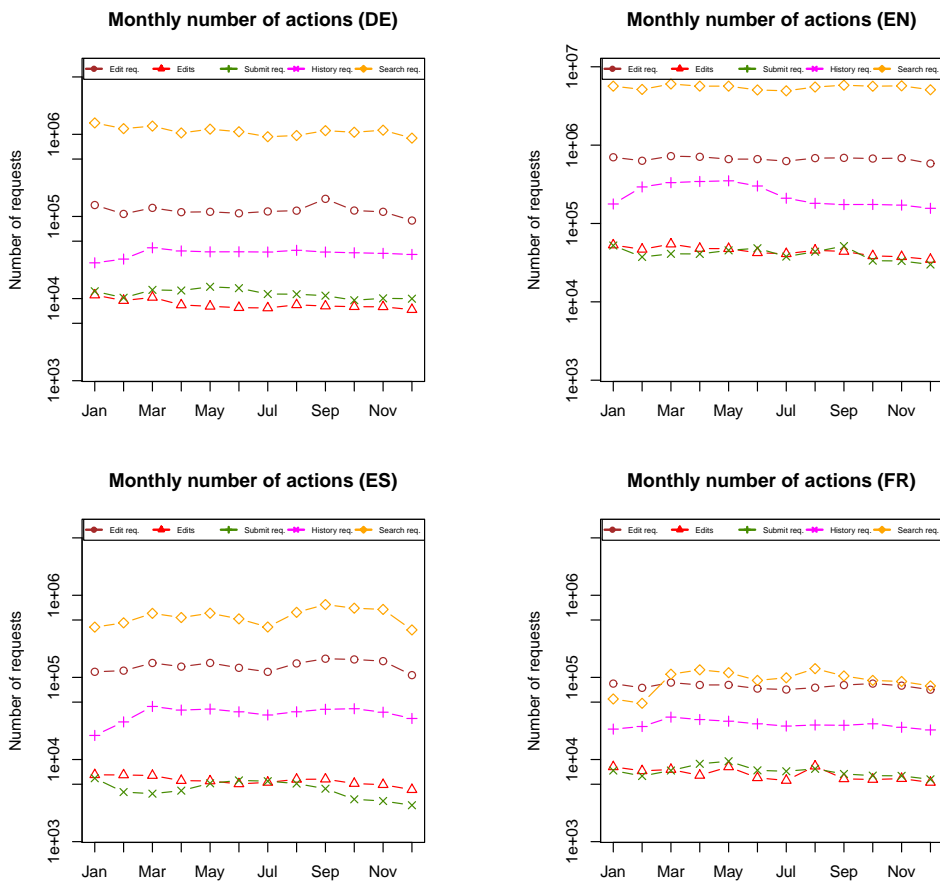 Monthly number of actions (DE)
Edit req. Edits Submit req. History req. Search req.
Number of requests
1e+03 1e+04 1e+05 1e+06
Jan Mar May Jul Sep Nov
Monthly number of actions (EN)
Edit req. Edits Submit req. History req. Search req.
Number of requests
1e+03 1e+04 1e+05 1e+06 1e+07
Jan Mar May Jul Sep Nov
Monthly number of actions (ES)
Edit req. Edits Submit req. History req. Search req.
Number of requests
1e+03 1e+04 1e+05 1e+06
Jan Mar May Jul Sep Nov
Monthly number of actions (FR)
Edit req. Edits Submit req. History req. Search req.
Number of requests
1e+03 1e+04 1e+05 1e+06
Jan Mar May Jul Sep Nov